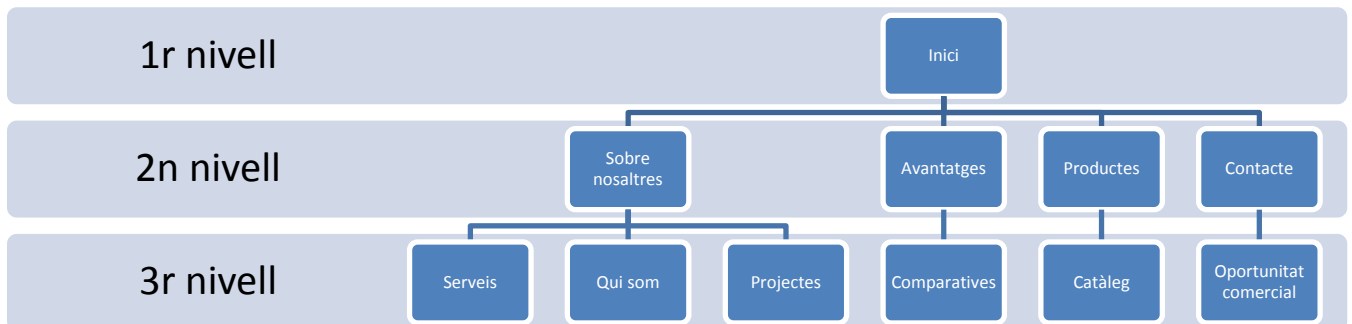 1r nivell
Inici
2n nivell
Sobre
nosaltres
Avantatges
Productes
Contacte
3r nivell
Serveis
Qui som
Projectes
Comparatives
Catàleg
Oportunitat
comercial